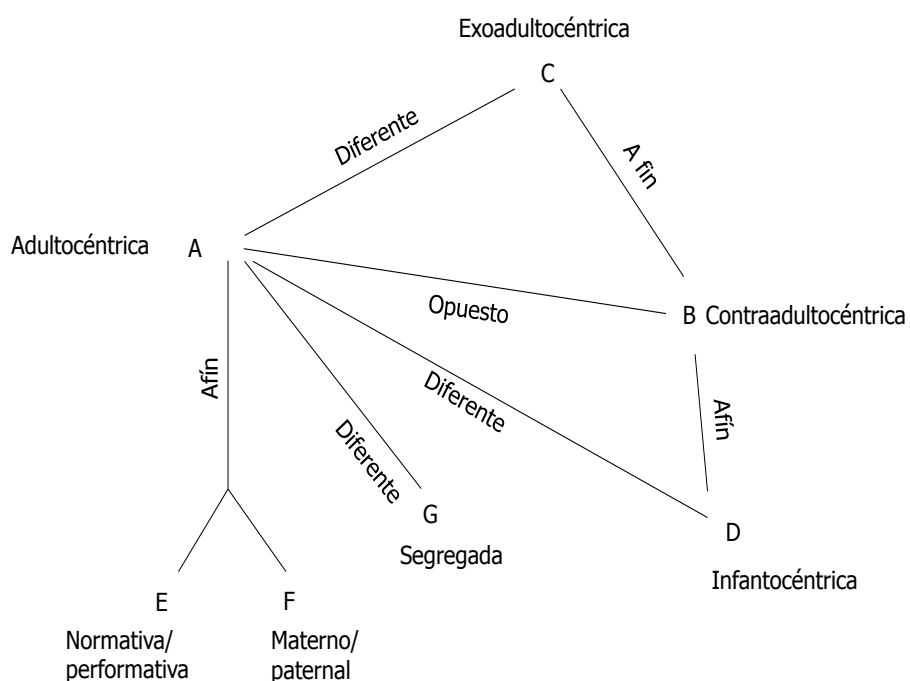 Exoadultocéntrica
C
Diferente
A fin
Adultocéntrica A
Opuesto
B Contraadultocéntrica
Afín
Diferente
Afín
Diferente
G
Segregada
D
Infantocéntrica
E
F
Normativa/
performativa
Materno/
paternal